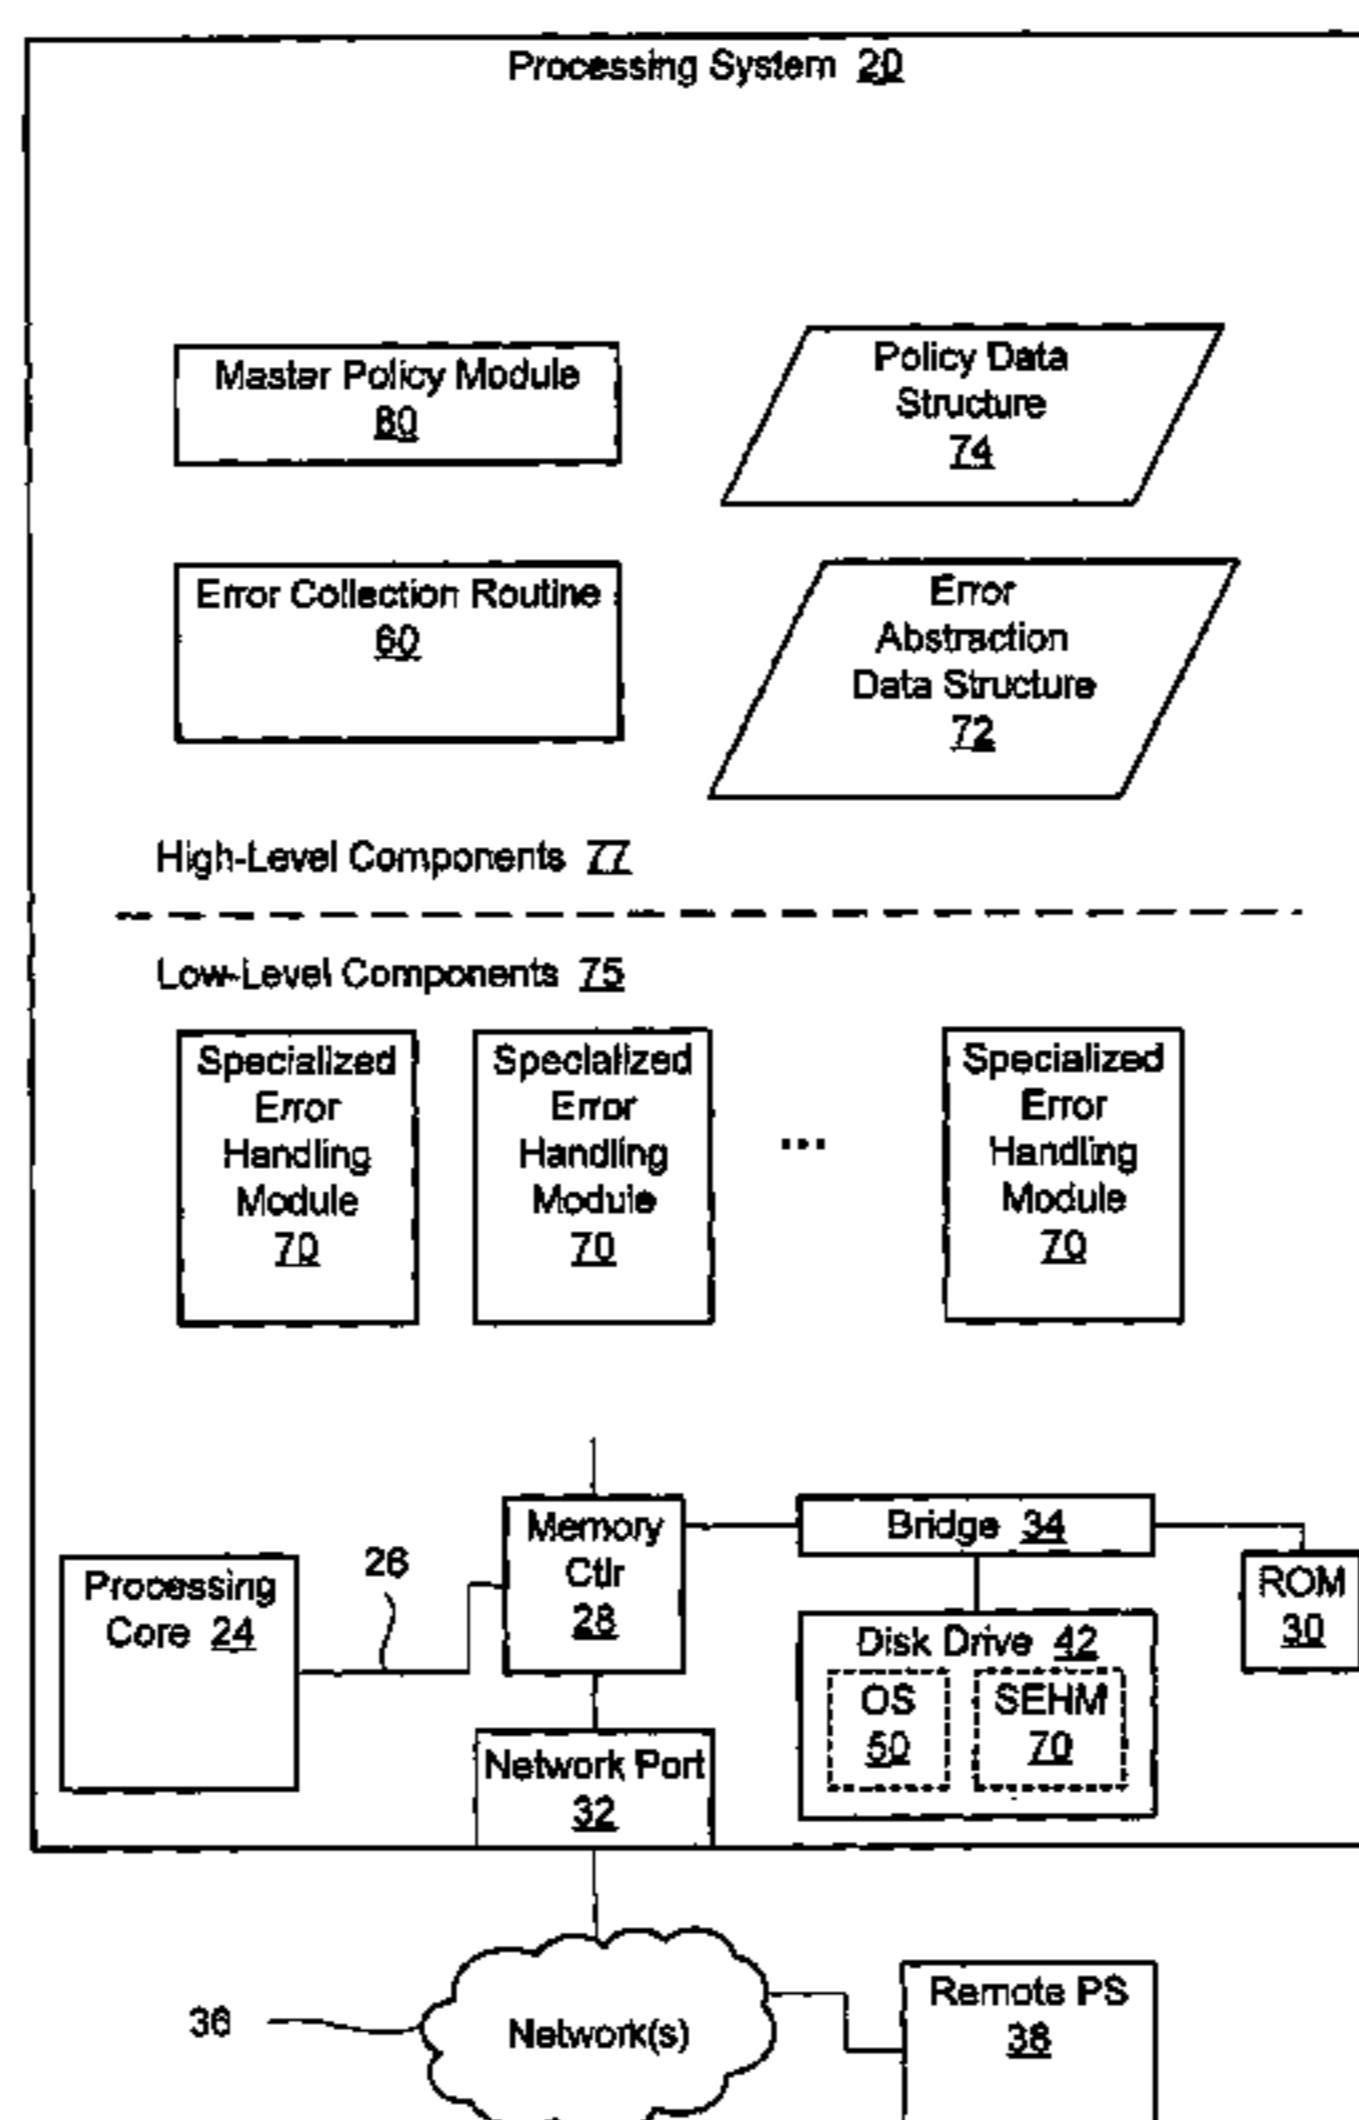 Processing System 20
Master Policy Module
80
Policy Data
Structure
74
Error Collection Routine
60
Error
Abstraction
Data Structure
72
High-Level Components 77
Low-Level Components 75
Specialized
Error
Handling
Module
70
Specialized
Error
Handling
Module
70
...
Specialized
Error
Handling
Module
70
Processing
Core 24
26
Memory
Ctlr
28
Bridge 34
ROM
30
Disk Drive 42
OS
50
SEHM
70
Network Port
32
36
Network(s)
Remote PS
38